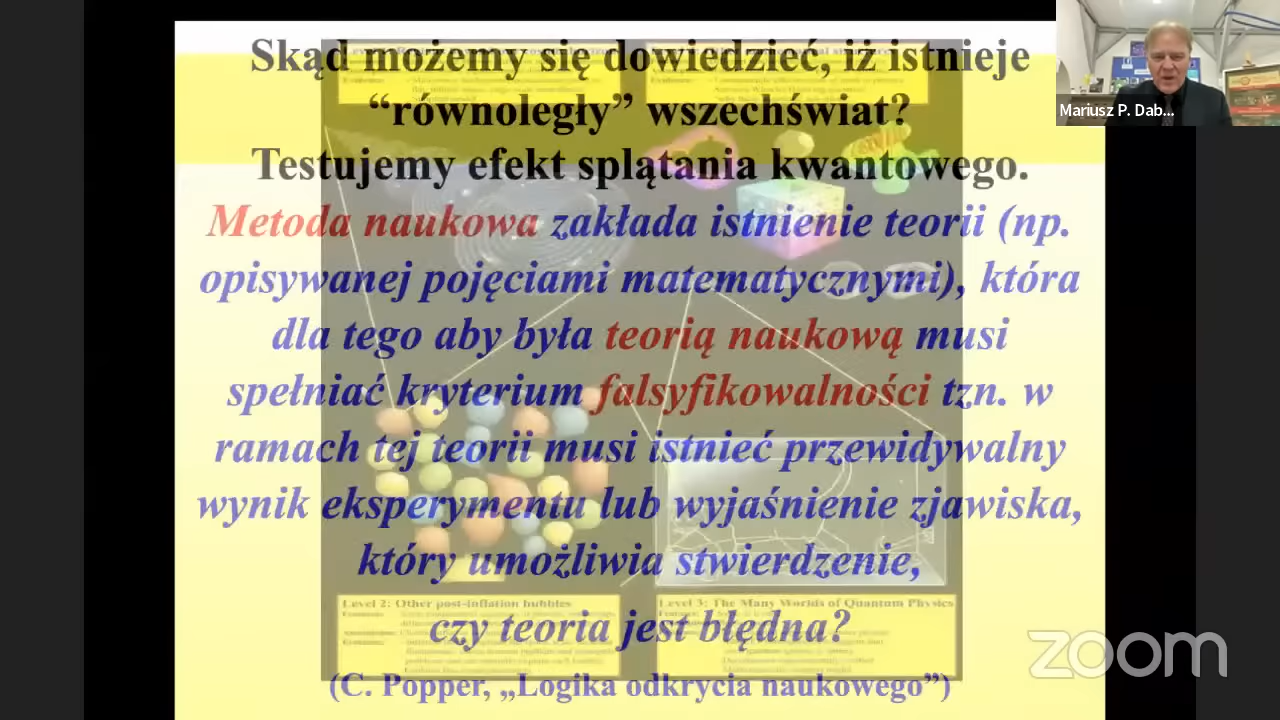 Skąd możemy się dowiedzieć, iż istnieje
“równoległy” wszechświat?
Testujemy efekt splątania kwantowego.
Metoda naukowa zakłada istnienie teorii (np.
opisywanej pojęciami matematycznymi), która
dla tego aby była teorią naukową musi
spełniać kryterium falsyfikowalności tzn. w
ramach tej teorii musi istnieć przewidywalny
wynik eksperymentu lub wyjaśnienie zjawiska,
który umożliwia stwierdzenie,
Level 2: Other post-inflation bubbles
Level 3: The Many Worlds of Quantum Physics
czy teoria jest błędna?
(C. Popper, „Logika odkrycia naukowego”)
Mariusz P. Dab...
zoom